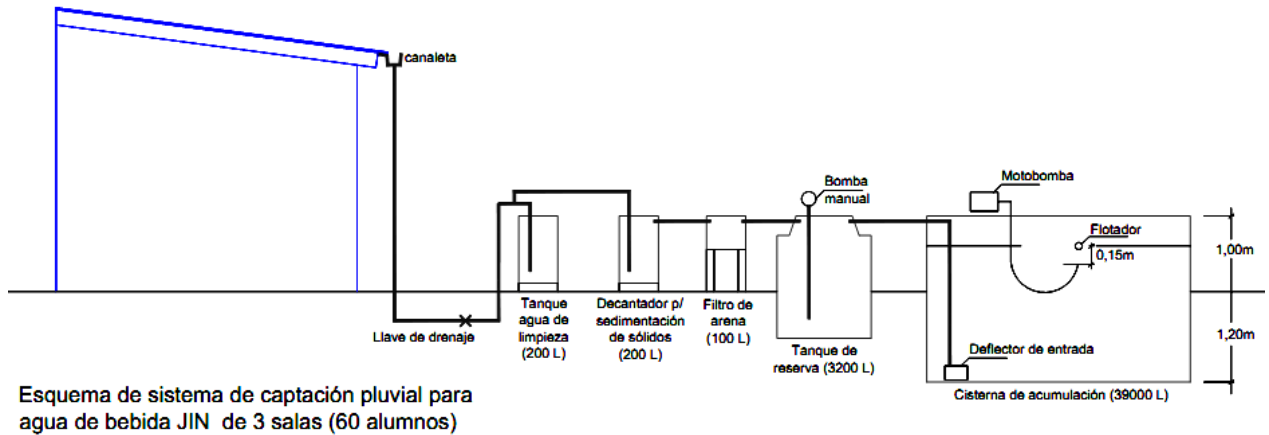 canaleta
Bomba
manual
Motobomba
Flotador
0,15m
1,00m
Llave de drenaje
Tanque
agua de
limpieza
(200 L)
Decantador p/
sedimentación
de sólidos
(200 L)
Filtro de
arena
(100 L)
Tanque de
reserva (3200 L)
Deflector de entrada
1,20m
Cisterna de acumulación (39000 L)
Esquema de sistema de captación pluvial para
agua de bebida JIN de 3 salas (60 alumnos)